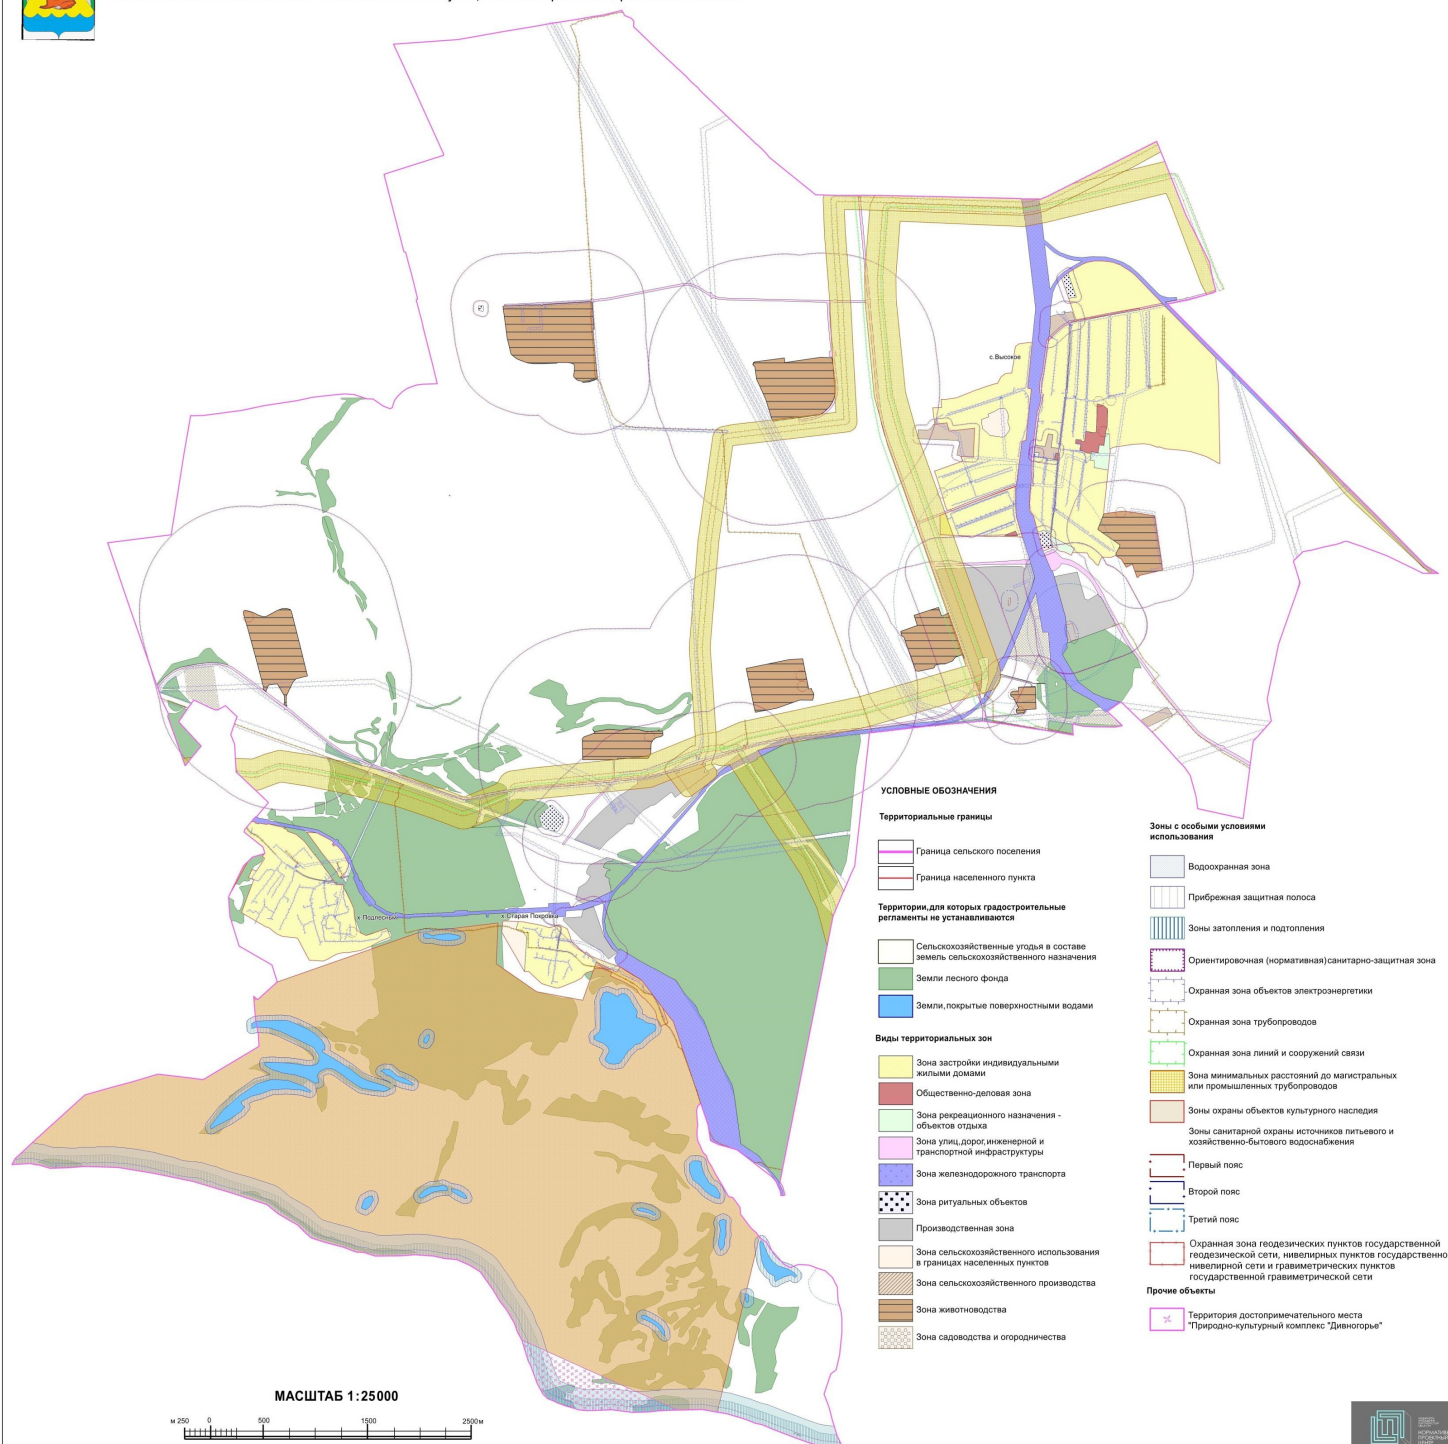 с.Высокое
х.Подлесный
х.Старая Покровка
УСЛОВНЫЕ ОБОЗНАЧЕНИЯ
Территориальные границы
Граница сельского поселения
Граница населенного пункта
Территории,для которых градостроительные
регламенты не устанавливаются
Сельскохозяйственные угодья в составе
земель сельскохозяйственного назначения
Земли лесного фонда
Земли,покрытые поверхностными водами
Виды территориальных зон
Зона застройки индивидуальными
жилыми домами
Общественно-деловая зона
Зона рекреационного назначения -
объектов отдыха
Зона улиц,дорог,инженерной и
транспортной инфраструктуры
Зона железнодорожного транспорта
Зона ритуальных объектов
Производственная зона
Зона сельскохозяйственного использования
в границах населенных пунктов
Зона сельскохозяйственного производства
Зона животноводства
Зона садоводства и огородничества
Зоны с особыми условиями
использования
Водоохранная зона
Прибрежная защитная полоса
Зоны затопления и подтопления
Ориентировочная (нормативная)санитарно-защитная зона
Охранная зона объектов электроэнергетики
Охранная зона трубопроводов
Охранная зона линий и сооружений связи
Зона минимальных расстояний до магистральных
или промышленных трубопроводов
Зоны охраны объектов культурного наследия
Зоны санитарной охраны источников питьевого и
хозяйственно-бытового водоснабжения
Первый пояс
Второй пояс
Третий пояс
Охранная зона геодезических пунктов государственной
геодезической сети, нивелирных пунктов государственно
нивелирной сети и гравиметрических пунктов
государственной гравиметрической сети
Прочие объекты
Территория достопримечательного места
"Природно-культурный комплекс "Дивногорье"
МАСШТАБ 1:25000
м 250 0 500 1500 2500м